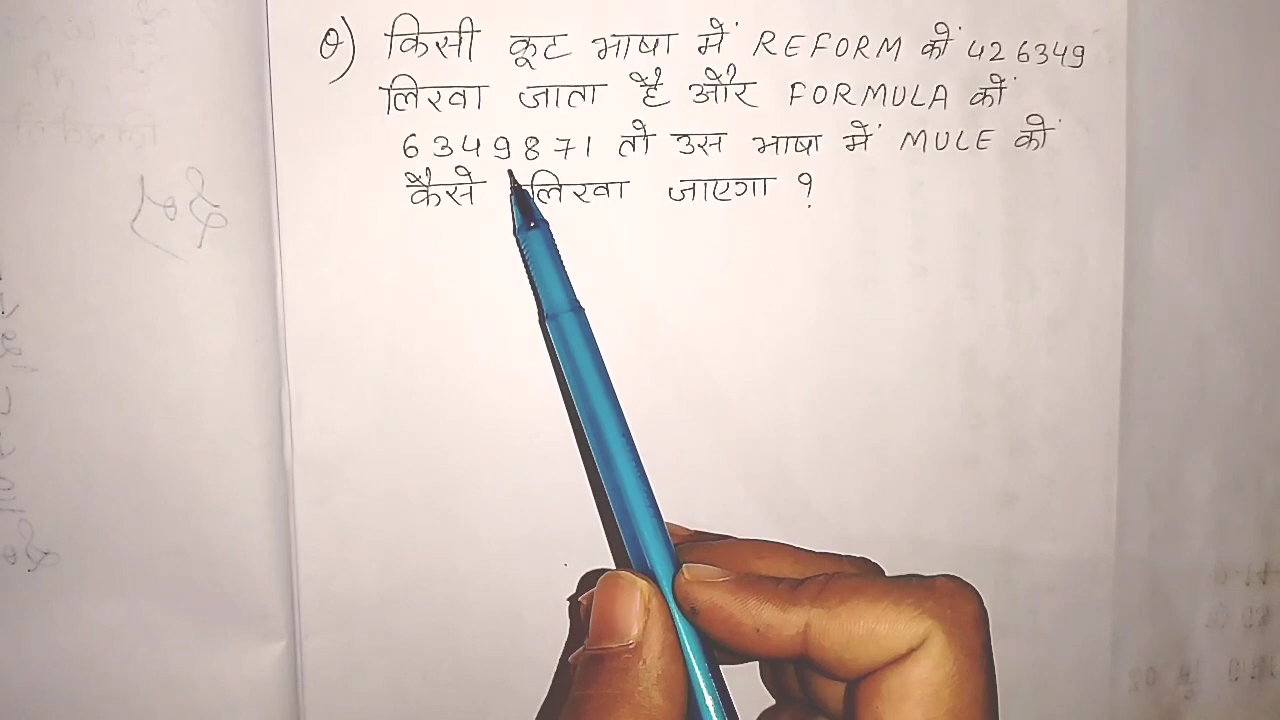 Q) किसी कूट भाषा में REFORM को 426349
लिखा जाता है और FORMULA को
6349871 तो उस भाषा में MULE को
कैसे लिखा जाएगा ?